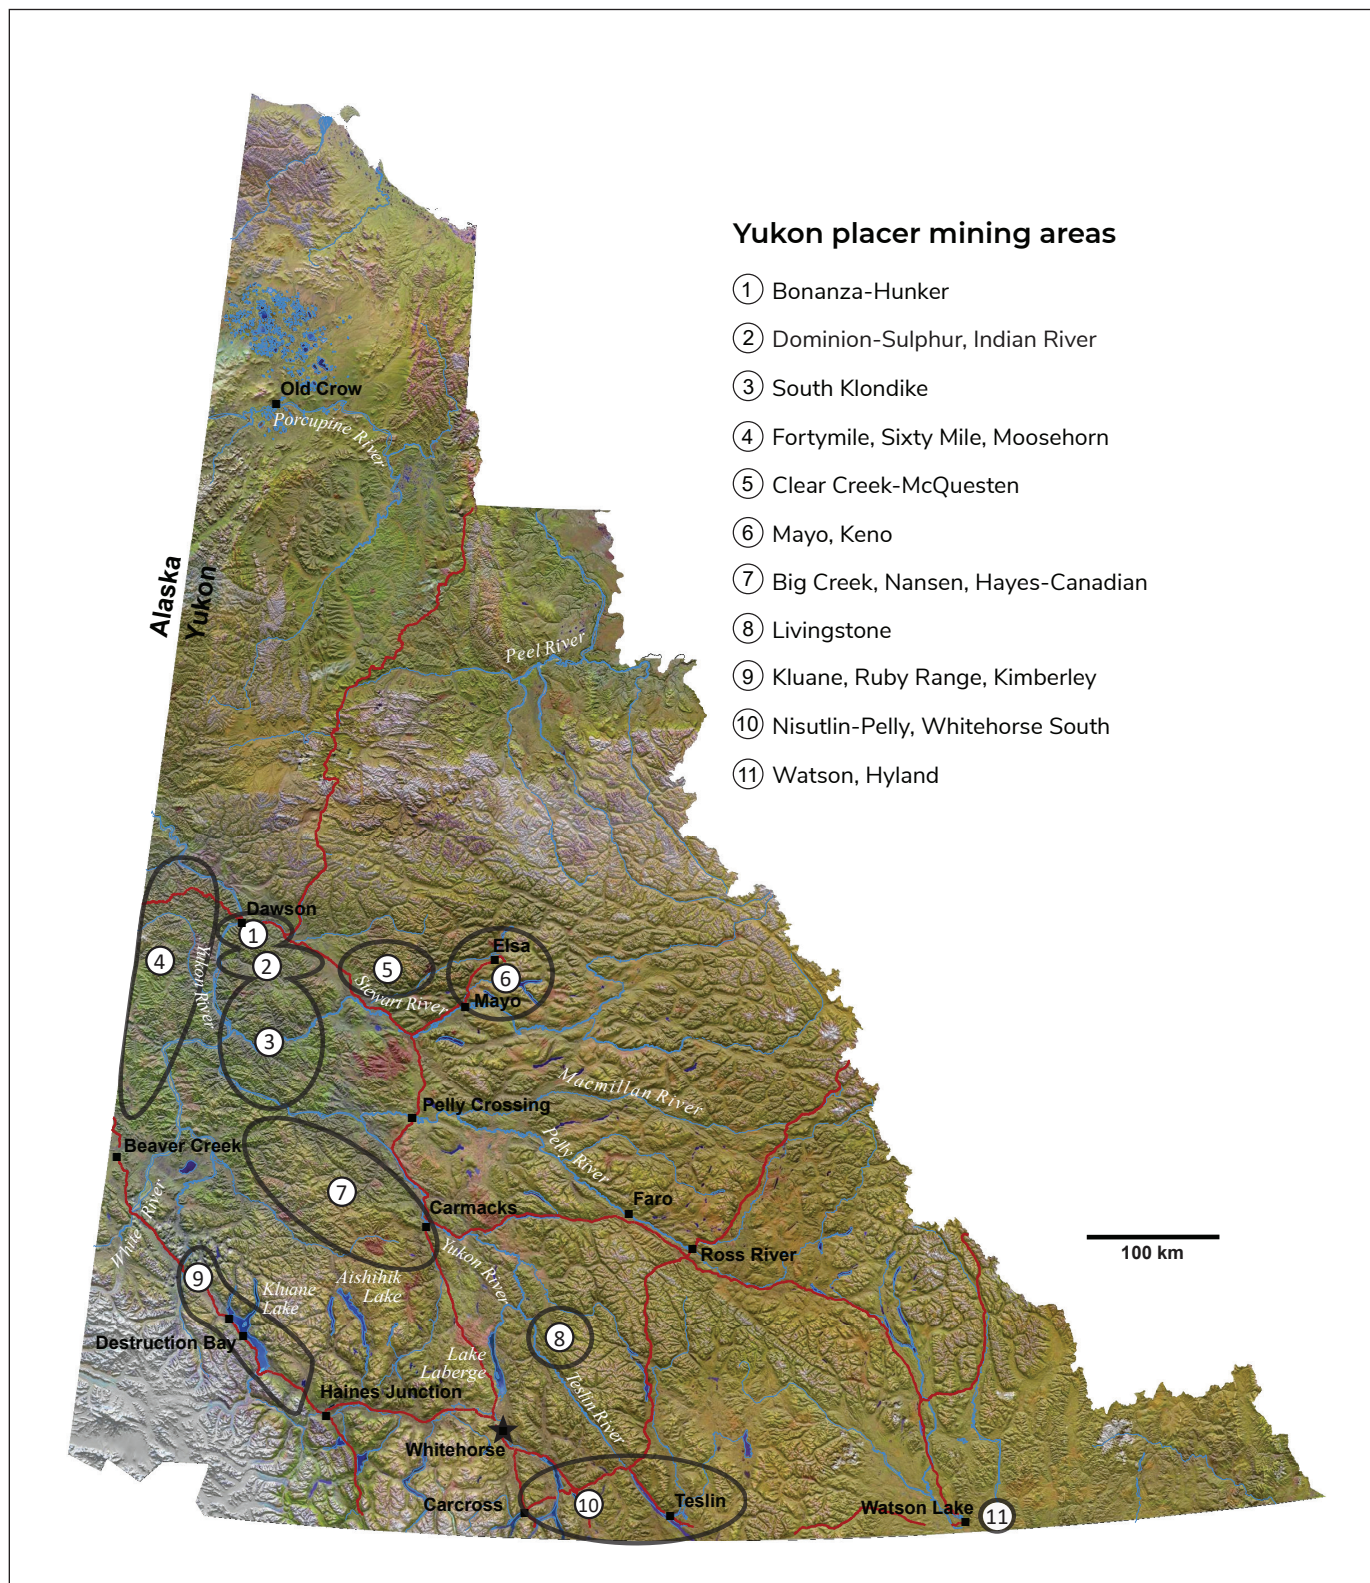 Yukon placer mining areas
1 Bonanza-Hunker
2 Dominion-Sulphur, Indian River
3 South Klondike
4 Fortymile, Sixty Mile, Moosehorn
5 Clear Creek-McQuesten
6 Mayo, Keno
7 Big Creek, Nansen, Hayes-Canadian
8 Livingstone
9 Kluane, Ruby Range, Kimberley
10 Nisutlin-Pelly, Whitehorse South
11 Watson, Hyland
Old Crow
Porcupine River
Alaska
Yukon
Peel River
Dawson
1
Elsa
4
Yukon River
2
5
6
Stewart River
Mayo
3
Macmillan River
Pelly Crossing
Beaver Creek
Pelly River
7
Faro
Carmacks
White River
Yukon River
Ross River
100 km
9
Kluane
Lake
Aishihik
Lake
Destruction Bay
8
Lake
Laberge
Teslin River
Haines Junction
Whitehorse
Carcross
10
Teslin
Watson Lake
11